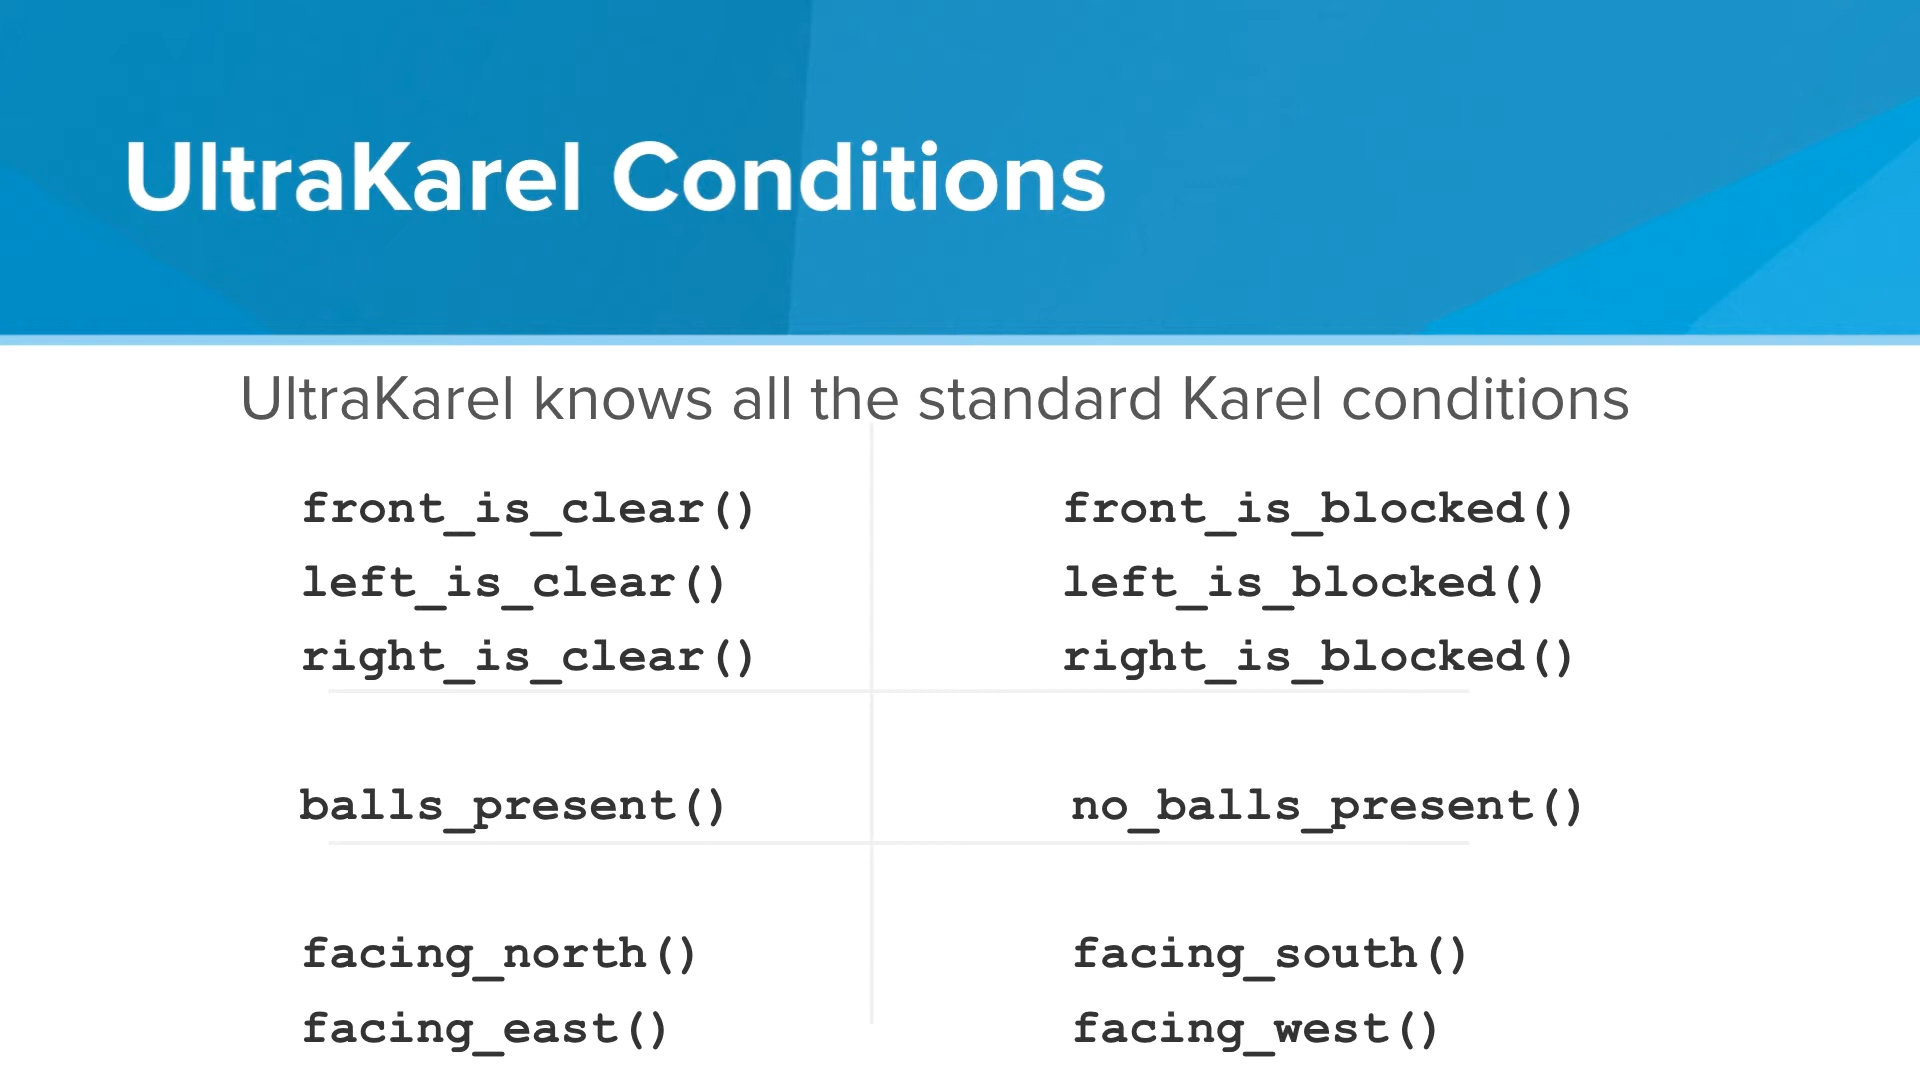 UltraKarel Conditions
UltraKarel knows all the standard Karel conditions
front_is_clear() front_is_blocked()
left_is_clear() left_is_blocked()
right_is_clear() right_is_blocked()
balls_present() no_balls_present()
facing_north() facing_south()
facing_east() facing_west()